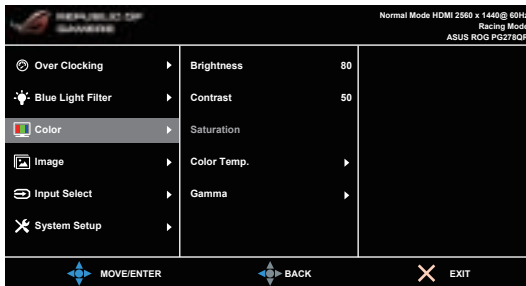 REPUBLIC OF
GAMERS
Normal Mode HDMI 2560 x 1440@ 60Hz
Racing Mode
ASUS ROG PG278QR
Over Clocking
Brightness 80
Blue Light Filter
Contrast 50
Color
Saturation
Image
Color Temp.
Input Select
Gamma
System Setup
MOVE/ENTER BACK EXIT